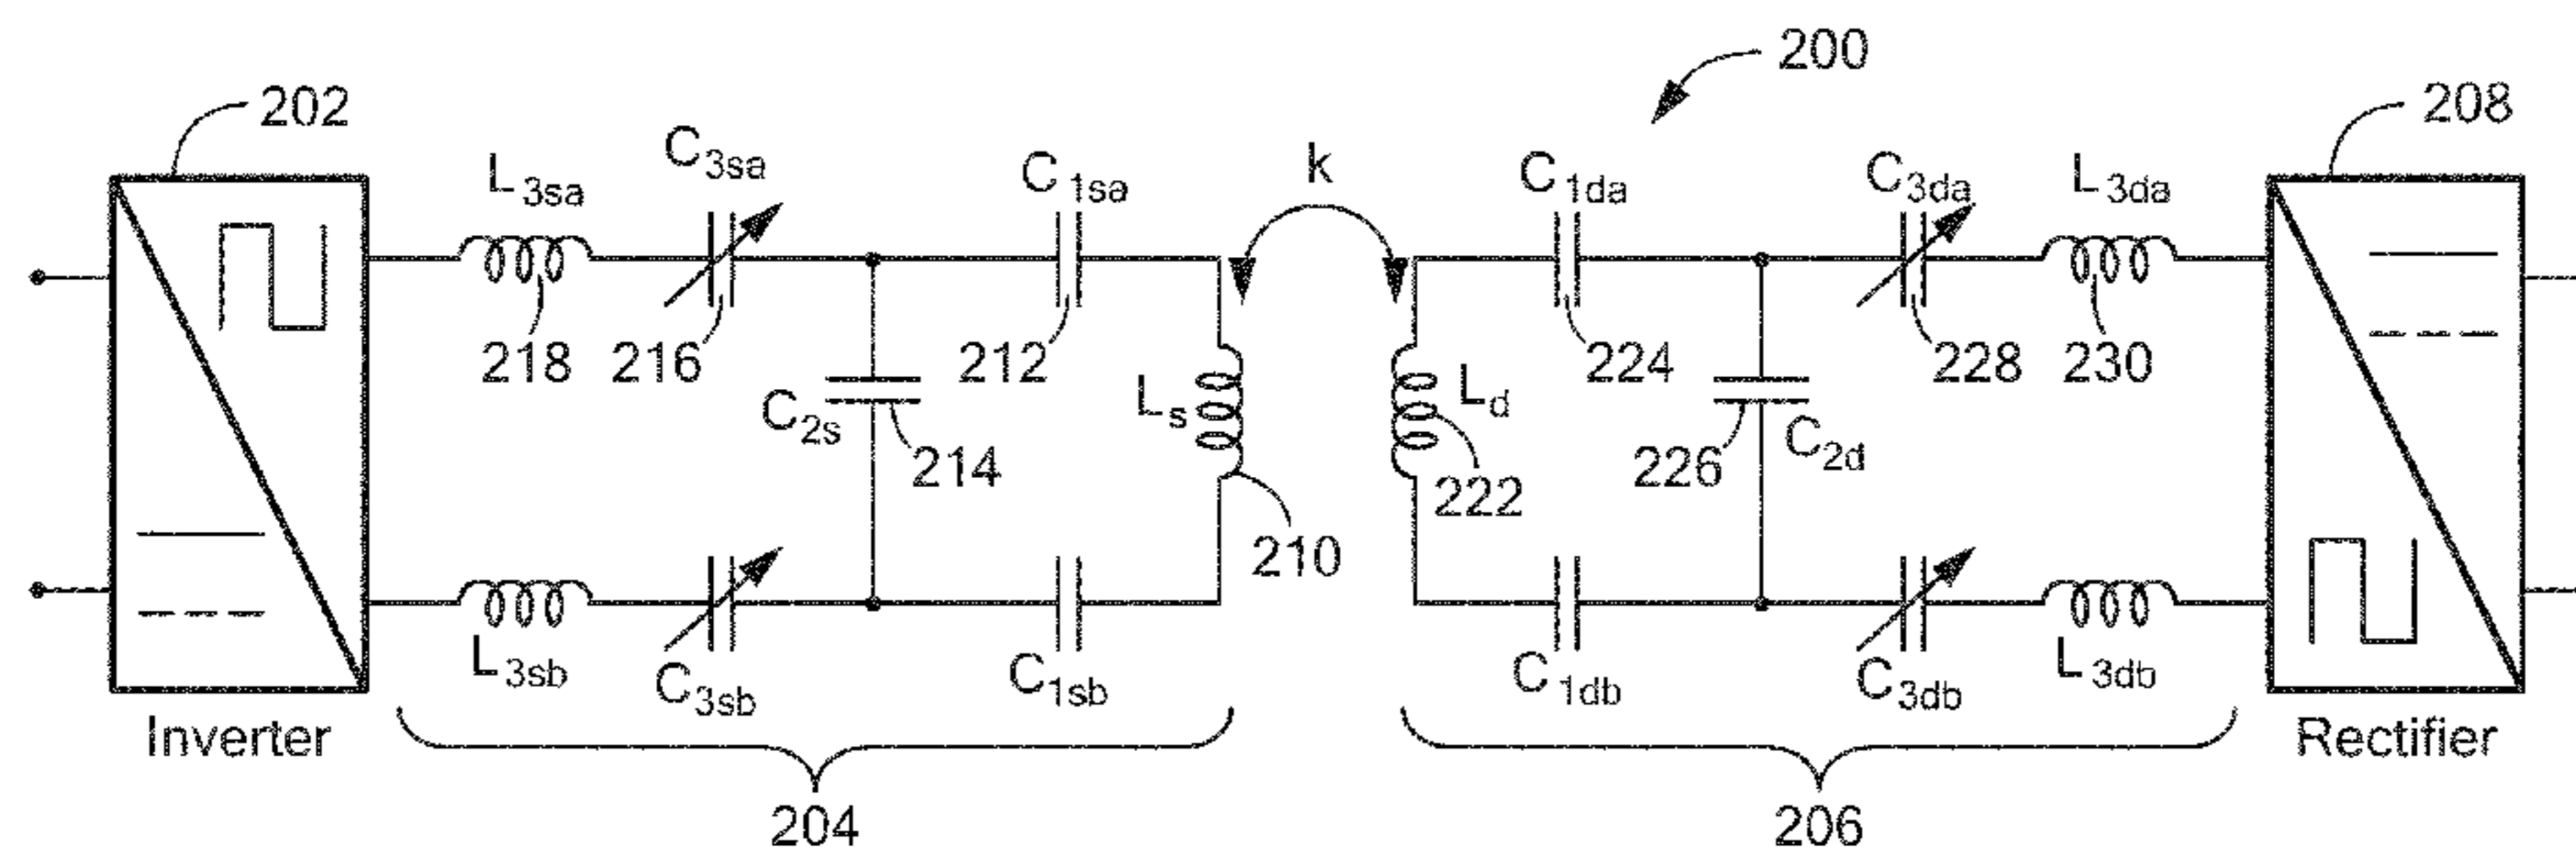 200
202
208
C3sa
k
L3sa
C1sa
C1da
C3da
L3da
218
216
212
224
228
230
C2s
Ls
Ld
C2d
214
226
222
210
L3sb
C3sb
C1sb
C1db
C3db
L3db
Inverter
Rectifier
204
206